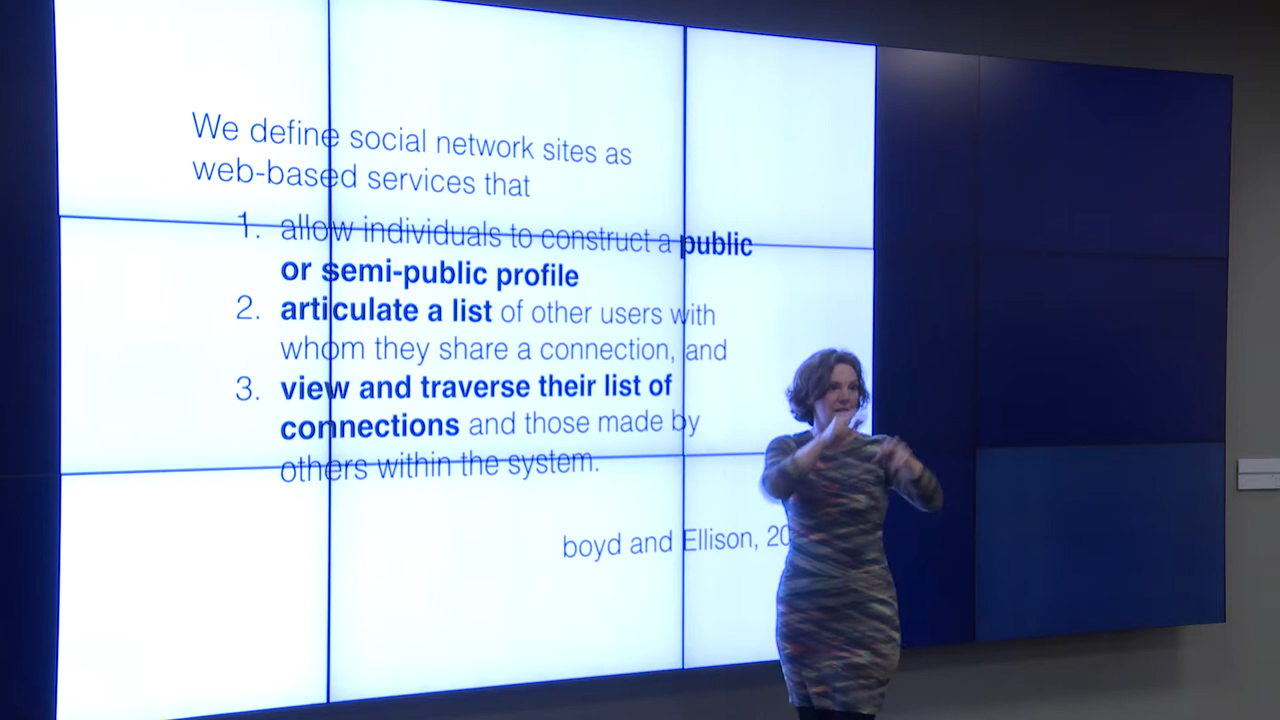 We define social network sites as
web-based services that
1. allow individuals to construct a public
or semi-public profile
2. articulate a list of other users with
whom they share a connection, and
3. view and traverse their list of
connections and those made by
others within the system.
boyd and Ellison, 20